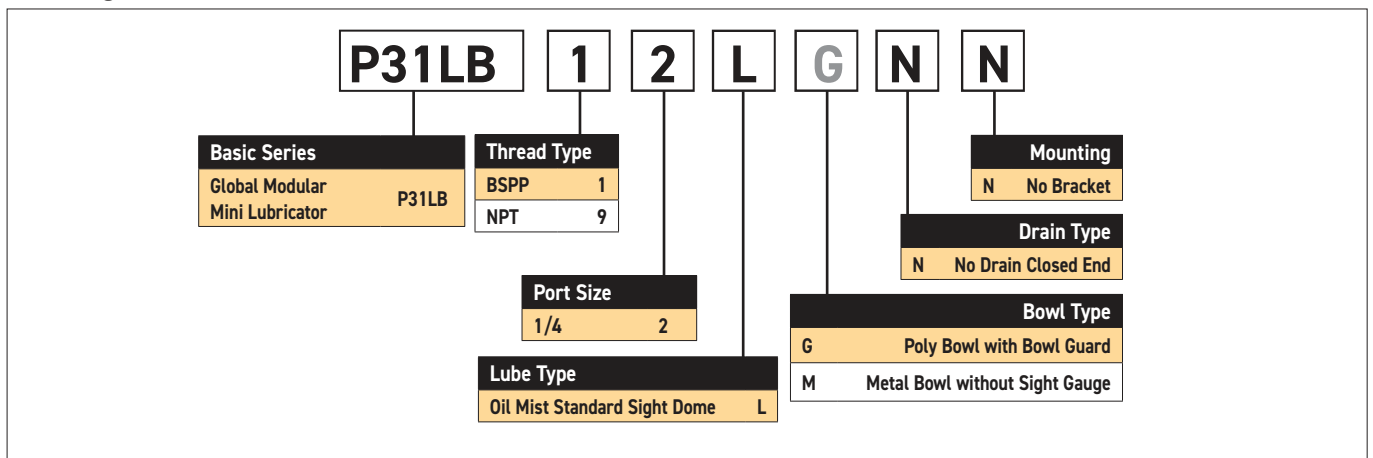 P31LB 1 2 L G N N
Basic Series
Global Modular
Mini Lubricator P31LB
Thread Type
BSPP 1
NPT 9
Mounting
N No Bracket
Drain Type
N No Drain Closed End
Port Size
1/4 2
Bowl Type
G Poly Bowl with Bowl Guard
M Metal Bowl without Sight Gauge
Lube Type
Oil Mist Standard Sight Dome L